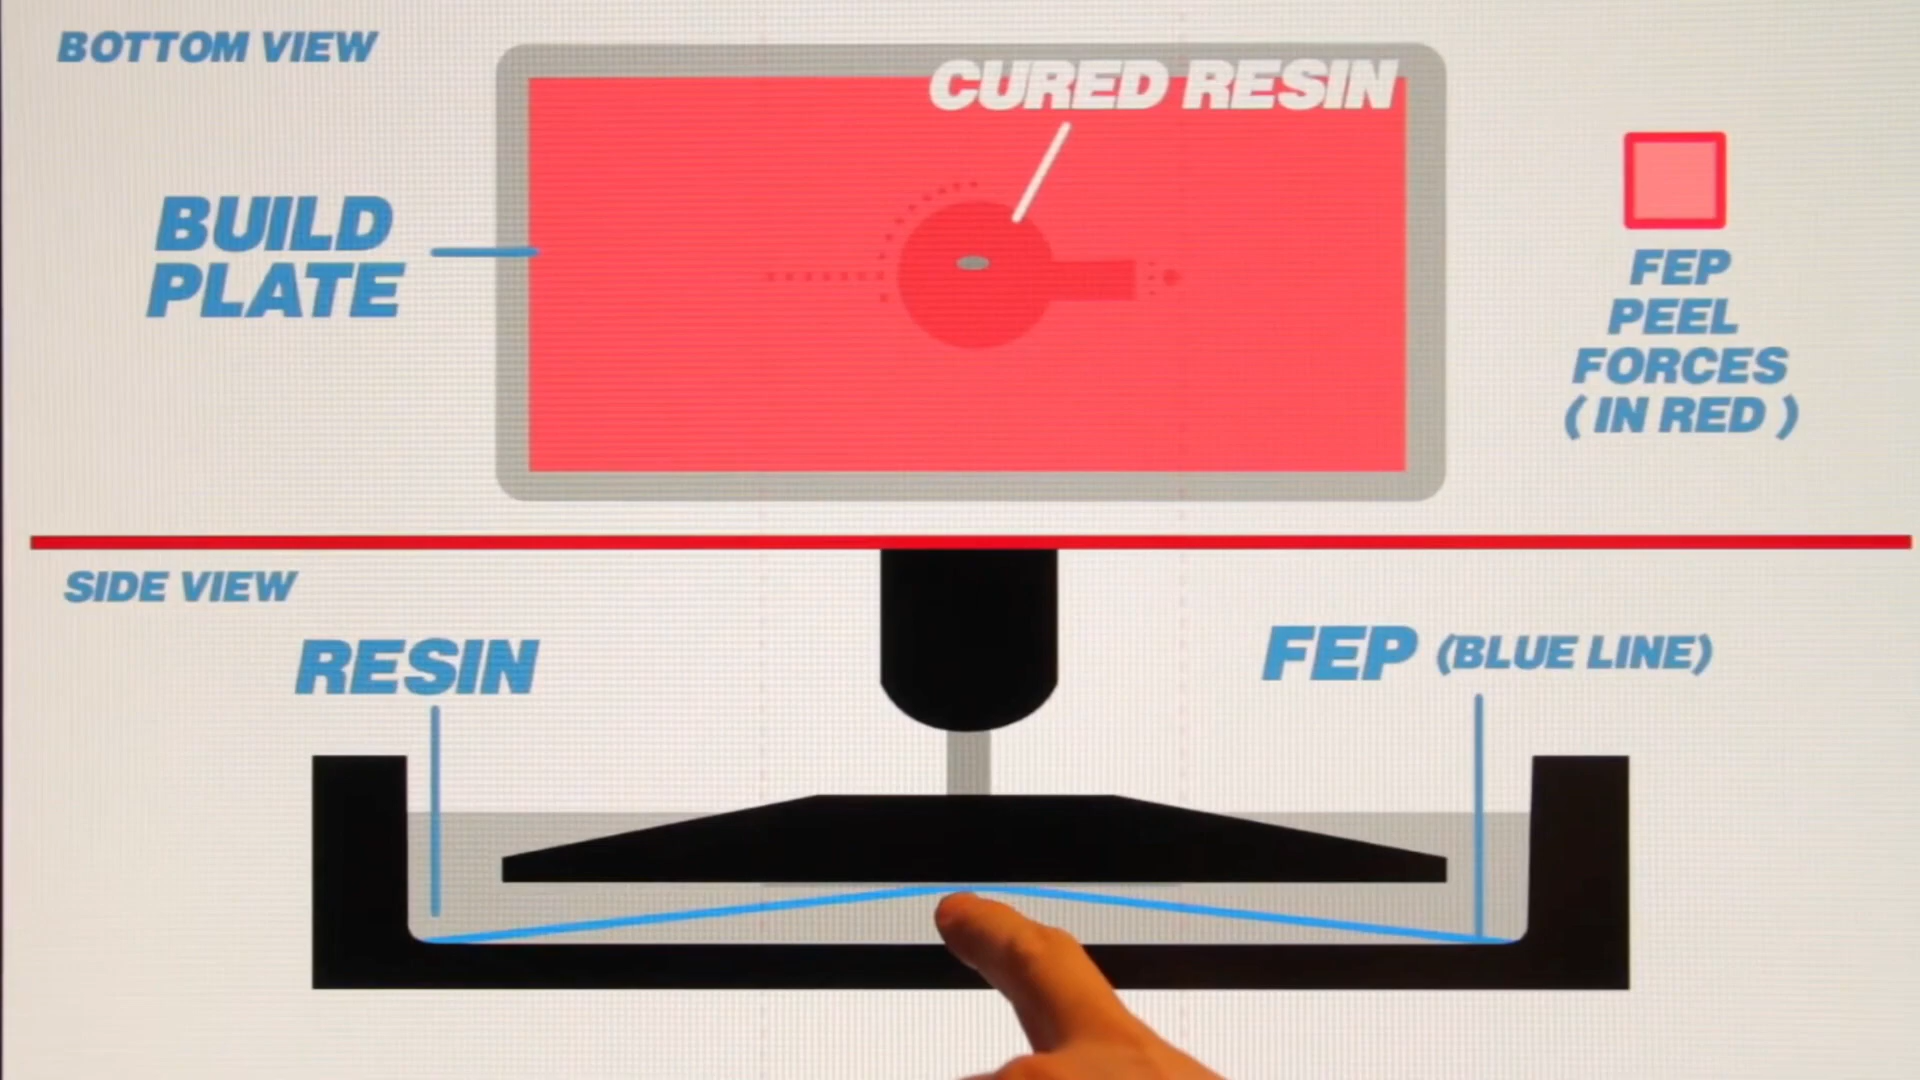 BOTTOM VIEW
CURED RESIN
BUILD
PLATE
FEP
PEEL
FORCES
( IN RED )
SIDE VIEW
RESIN
FEP (BLUE LINE)